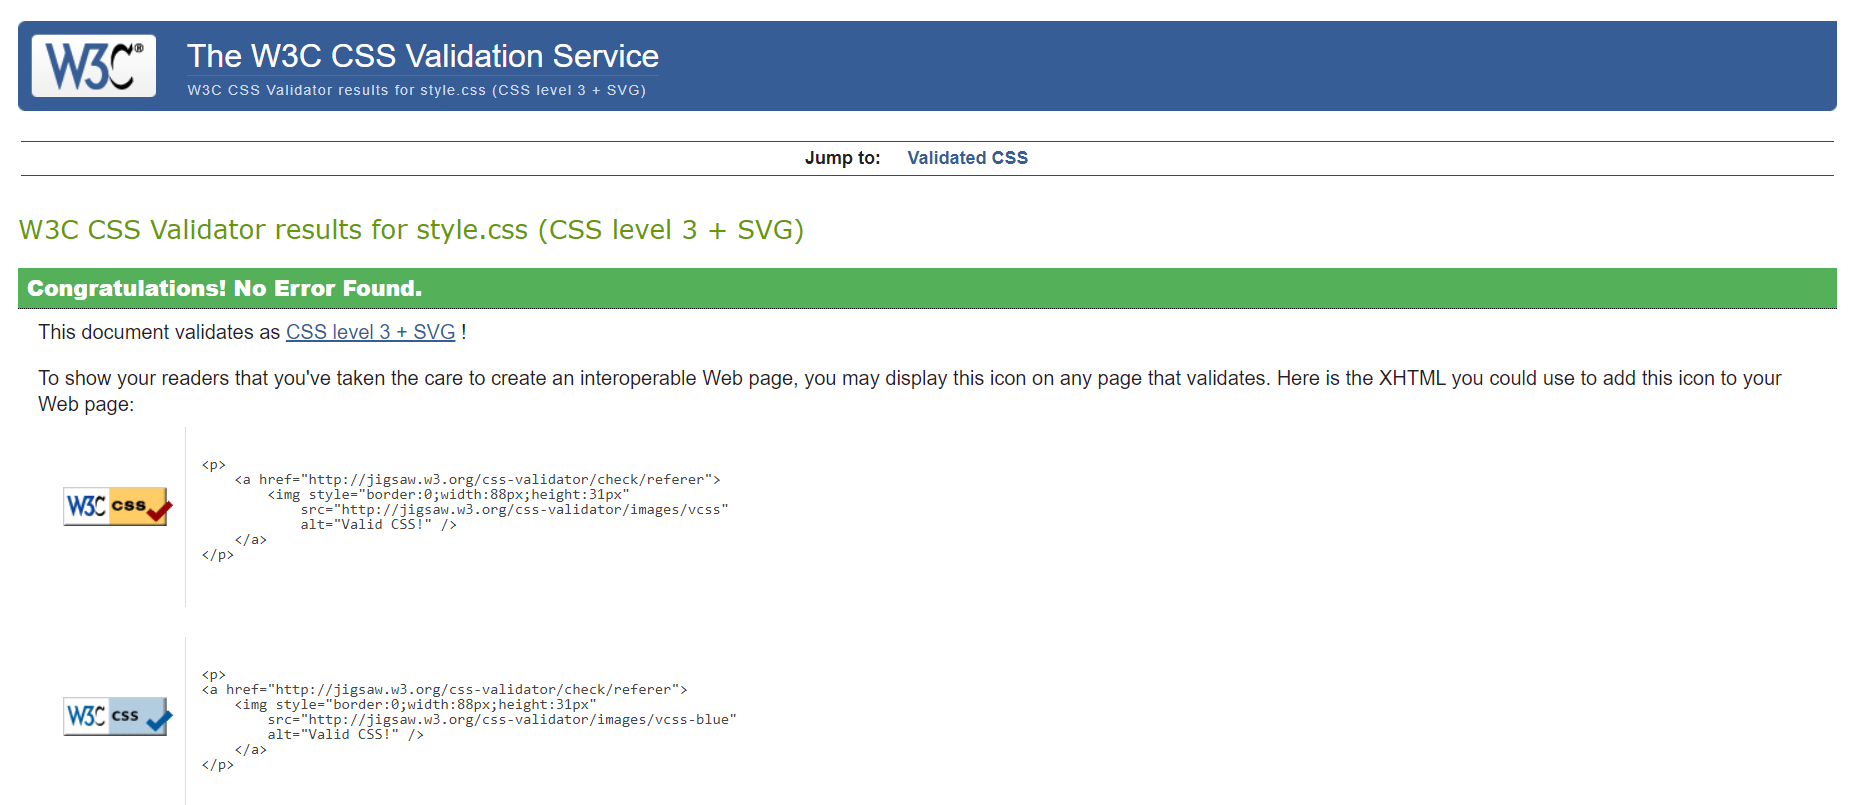 W3C®
The W3C CSS Validation Service
W3C CSS Validator results for style.css (CSS level 3 + SVG)
Jump to: Validated CSS
W3C CSS Validator results for style.css (CSS level 3 + SVG)
Congratulations! No Error Found.
This document validates as CSS level 3 + SVG !
To show your readers that you've taken the care to create an interoperable Web page, you may display this icon on any page that validates. Here is the XHTML you could use to add this icon to your
Web page:
W3C css
<p>
    <a href="http://jigsaw.w3.org/css-validator/check/referer">
        <img style="border:0;width:88px;height:31px"
            src="http://jigsaw.w3.org/css-validator/images/vcss"
            alt="Valid CSS!" />
    </a>
</p>
W3C css
<p>
<a href="http://jigsaw.w3.org/css-validator/check/referer">
    <img style="border:0;width:88px;height:31px"
        src="http://jigsaw.w3.org/css-validator/images/vcss-blue"
        alt="Valid CSS!" />
    </a>
</p>